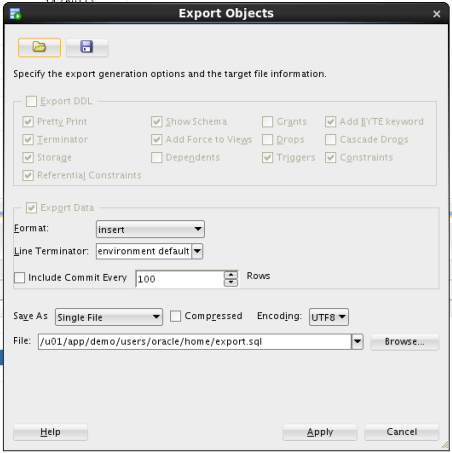 Export Objects
Specify the export generation options and the target file information.
Export DDL
Pretty Print Show Schema Grants Add BYTE keyword
Terminator Add Force to Views Drops Cascade Drops
Storage Dependents Triggers Constraints
Referential Constraints
Export Data
Format: insert
Line Terminator: environment default
Include Commit Every 100 Rows
Save As Single File Compressed Encoding: UTF8
File: /u01/app/demo/users/oracle/home/export.sql Browse...
Help Apply Cancel